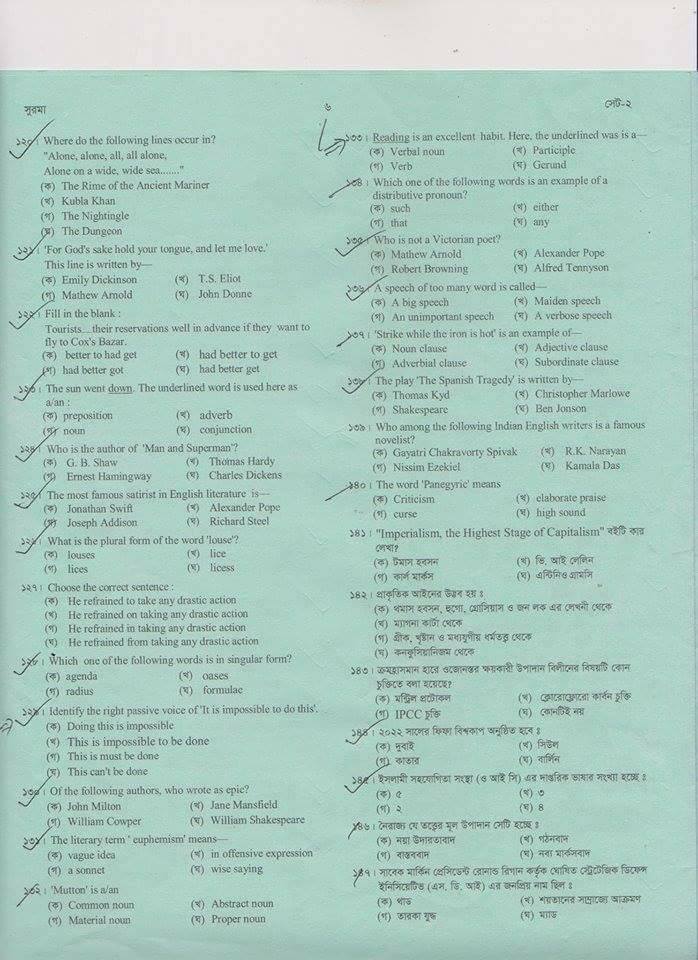 সুরমা
৬
সেট-২
১২০। Where do the following lines occur in?
"Alone, alone, all, all alone,
Alone on a wide, wide sea......."
(ক) The Rime of the Ancient Mariner
(খ) Kubla Khan
(গ) The Nightingle
(ঘ) The Dungeon
১২১। 'For God's sake hold your tongue, and let me love.'
This line is written by—
(ক) Emily Dickinson (খ) T.S. Eliot
(গ) Mathew Arnold (ঘ) John Donne
১২২। Fill in the blank :
Tourists....their reservations well in advance if they want to
fly to Cox's Bazar.
(ক) better to had get (খ) had better to get
(গ) had better got (ঘ) had better get
১২৩। The sun went down. The underlined word is used here as
a/an :
(ক) preposition (খ) adverb
(গ) noun (ঘ) conjunction
১২৪। Who is the author of 'Man and Superman'?
(ক) G. B. Shaw (খ) Thomas Hardy
(গ) Ernest Hamingway (ঘ) Charles Dickens
১২৫। The most famous satirist in English literature is—
(ক) Jonathan Swift (খ) Alexander Pope
(গ) Joseph Addison (ঘ) Richard Steel
১২৬। What is the plural form of the word 'louse'?
(ক) louses (খ) lice
(গ) lices (ঘ) licess
১২৭। Choose the correct sentence :
(ক) He refrained to take any drastic action
(খ) He refrained on taking any drastic action
(গ) He refrained in taking any drastic action
(ঘ) He refrained from taking any drastic action
১২৮। Which one of the following words is in singular form?
(ক) agenda (খ) oases
(গ) radius (ঘ) formulae
১২৯। Identify the right passive voice of 'It is impossible to do this'.
(ক) Doing this is impossible
(খ) This is impossible to be done
(গ) This is must be done
(ঘ) This can't be done
১৩০। Of the following authors, who wrote as epic?
(ক) John Milton (খ) Jane Mansfield
(গ) William Cowper (ঘ) William Shakespeare
১৩১। The literary term ' euphemism' means—
(ক) vague idea (খ) in offensive expression
(গ) a sonnet (ঘ) wise saying
১৩২। 'Mutton' is a/an
(ক) Common noun (খ) Abstract noun
(গ) Material noun (ঘ) Proper noun
১৩৩। Reading is an excellent habit. Here, the underlined was is a—
(ক) Verbal noun (খ) Participle
(গ) Verb (ঘ) Gerund
১৩৪। Which one of the following words is an example of a
distributive pronoun?
(ক) such (খ) either
(গ) that (ঘ) any
১৩৫। Who is not a Victorian poet?
(ক) Mathew Arnold (খ) Alexander Pope
(গ) Robert Browning (ঘ) Alfred Tennyson
১৩৬। A speech of too many word is called—
(ক) A big speech (খ) Maiden speech
(গ) An unimportant speech (ঘ) A verbose speech
১৩৭। 'Strike while the iron is hot' is an example of—
(ক) Noun clause (খ) Adjective clause
(গ) Adverbial clause (ঘ) Subordinate clause
১৩৮। The play 'The Spanish Tragedy' is written by—
(ক) Thomas Kyd (খ) Christopher Marlowe
(গ) Shakespeare (ঘ) Ben Jonson
১৩৯। Who among the following Indian English writers is a famous
novelist?
(ক) Gayatri Chakravorty Spivak (খ) R.K. Narayan
(গ) Nissim Ezekiel (ঘ) Kamala Das
১৪০। The word 'Panegyric' means
(ক) Criticism (খ) elaborate praise
(গ) curse (ঘ) high sound
১৪১। "Imperialism, the Highest Stage of Capitalism" বইটি কার
লেখা?
(ক) টমাস হবসন (খ) ভি. আই লেলিন
(গ) কার্ল মার্কস (ঘ) এন্টিনিও গ্রামসি
১৪২। প্রাকৃতিক আইনের উদ্ভব হয় ঃ
(ক) থমাস হবসন, হুগো, গ্রোসিয়াস ও জন লক এর লেখনী থেকে
(খ) ম্যাগনা কার্টা থেকে
(গ) গ্রীক, খৃষ্টান ও মধ্যযুগীয় ধর্মতত্ত্ব থেকে
(ঘ) কনফুসিয়ানিজম থেকে
১৪৩। ক্রমহ্রাসমান হারে ওজোনস্তর ক্ষয়কারী উপাদান বিলীনের বিষয়টি কোন
চুক্তিতে বলা হয়েছে?
(ক) মন্ট্রিল প্রটোকল (খ) ক্লোরোফ্লোরো কার্বন চুক্তি
(গ) IPCC চুক্তি (ঘ) কোনটিই নয়
১৪৪। ২০২২ সালের ফিফা বিশ্বকাপ অনুষ্ঠিত হবে ঃ
(ক) দুবাই (খ) সিউল
(গ) কাতার (ঘ) বার্লিন
১৪৫। ইসলামী সহযোগিতা সংস্থা (ও আই সি) এর দাপ্তরিক ভাষার সংখ্যা হচ্ছে ঃ
(ক) ৫ (খ) ৩
(গ) ২ (ঘ) ৪
১৪৬। নৈরাজ্য যে তত্ত্বের মূল উপাদান সেটি হচ্ছে ঃ
(ক) নয়া উদারতাবাদ (খ) গঠনবাদ
(গ) বাস্তববাদ (ঘ) নব্য মার্কসবাদ
১৪৭। সাবেক মার্কিন প্রেসিডেন্ট রোনাল্ড রিগান কর্তৃক ঘোষিত স্ট্রেটেজিক ডিফেন্স
ইনিসিয়েটিভ (এস. ডি. আই) এর জনপ্রিয় নাম ছিল ঃ
(ক) থাড (খ) শয়তানের সাম্রাজ্যে আক্রমণ
(গ) তারকা যুদ্ধ (ঘ) ম্যাড